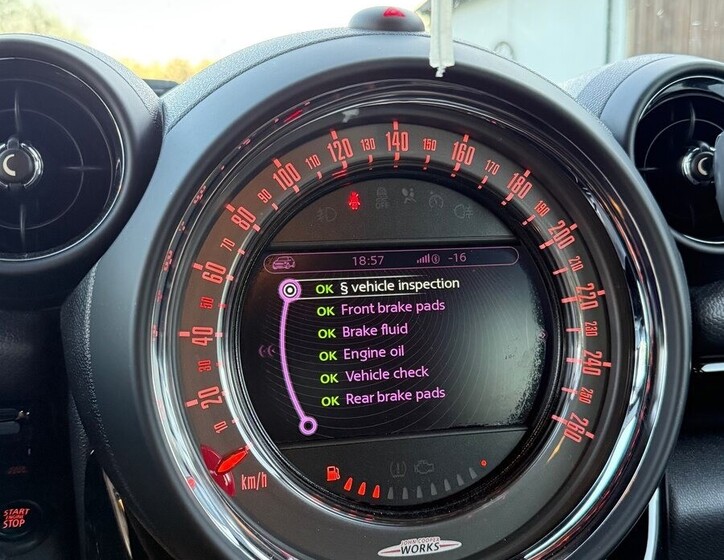 10
20
30
40
50
60
70
80
90
100
110
120
130
140
150
160
170
180
190
200
210
220
230
240
250
260
km/h
18:57 -16
OK § vehicle inspection
OK Front brake pads
OK Brake fluid
OK Engine oil
OK Vehicle check
OK Rear brake pads
START
ENGINE
STOP
JOHN COOPER
WORKS